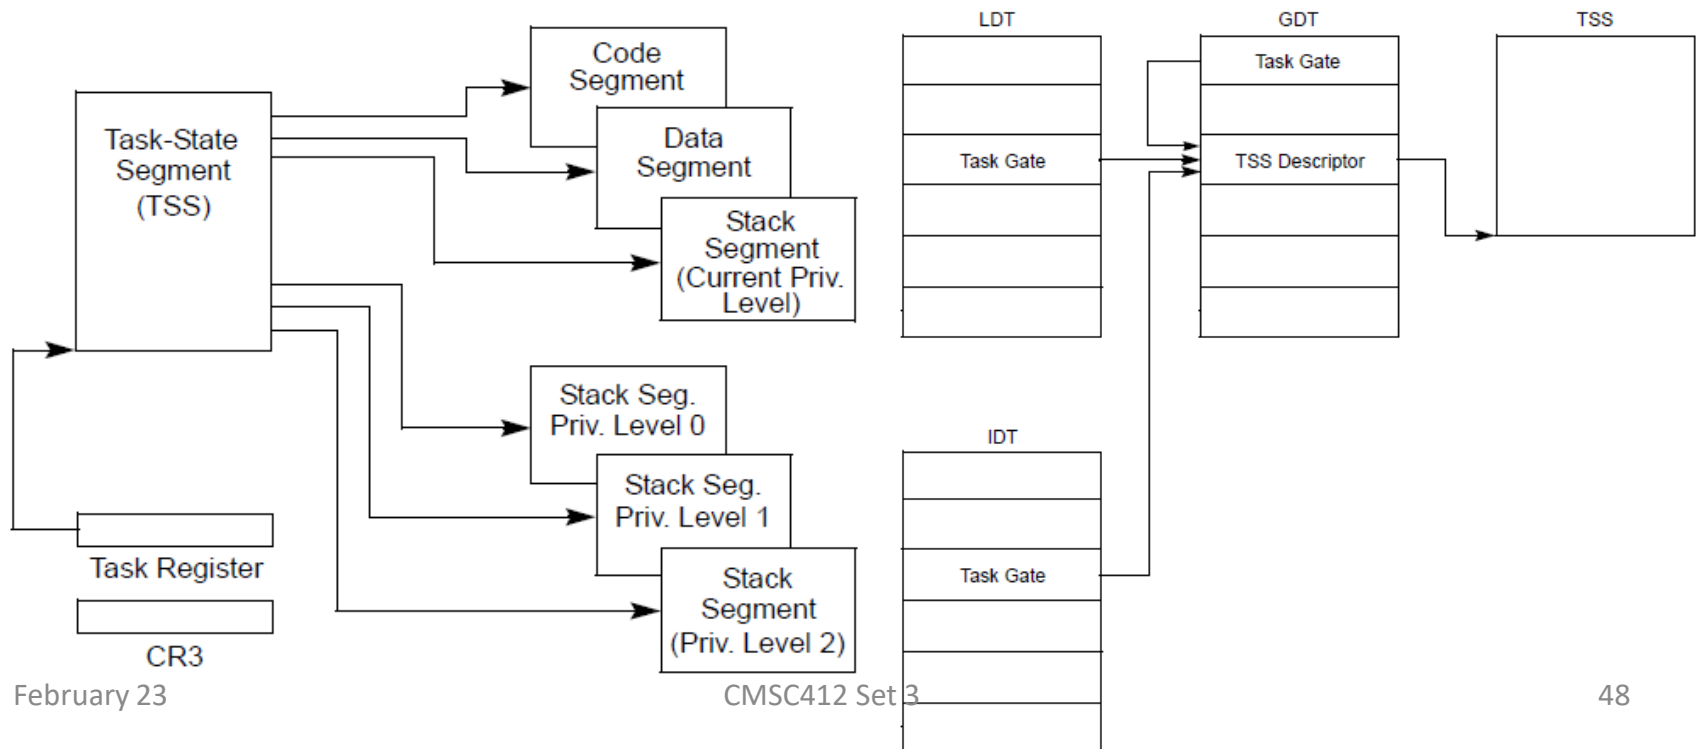 Task-State
Segment
(TSS)
Code
Segment
Data
Segment
Stack
Segment
(Current Priv.
Level)
Stack Seg.
Priv. Level 0
Stack Seg.
Priv. Level 1
Stack
Segment
(Priv. Level 2)
Task Register
CR3
LDT
Task Gate
GDT
Task Gate
TSS Descriptor
TSS
IDT
Task Gate
February 23
CMSC412 Set 3
48